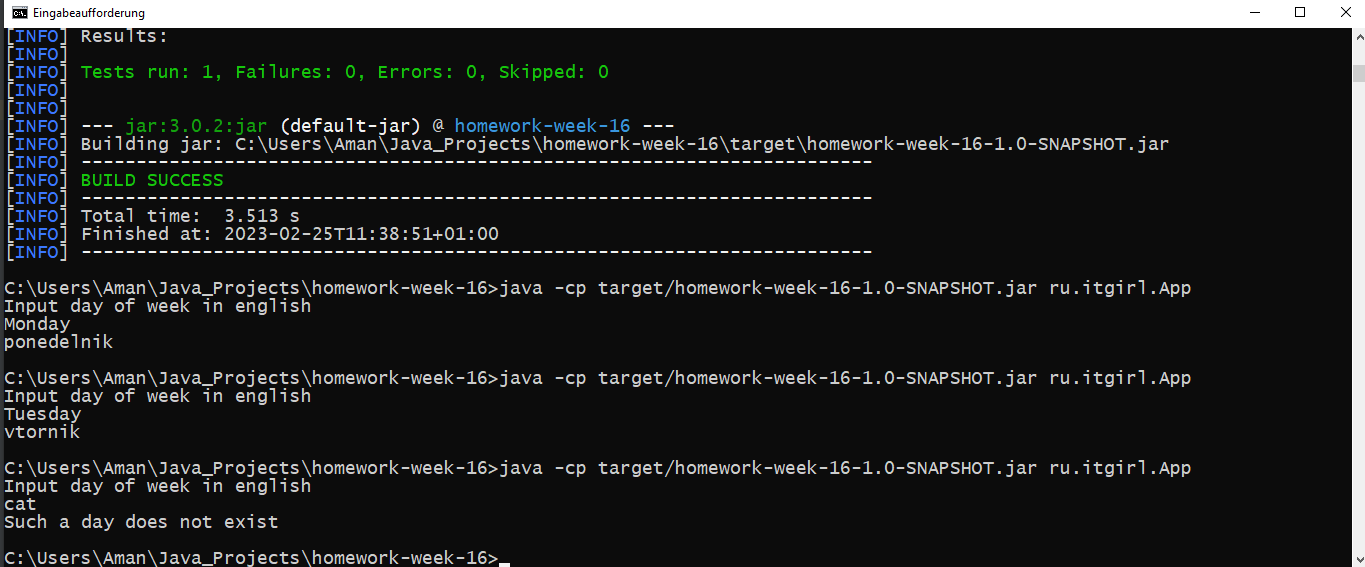 Eingabeaufforderung
[INFO] Results:
[INFO]
[INFO] Tests run: 1, Failures: 0, Errors: 0, Skipped: 0
[INFO]
[INFO]
[INFO] --- jar:3.0.2:jar (default-jar) @ homework-week-16 ---
[INFO] Building jar: C:\Users\Aman\Java_Projects\homework-week-16\target\homework-week-16-1.0-SNAPSHOT.jar
[INFO] ------------------------------------------------------------------------
[INFO] BUILD SUCCESS
[INFO] ------------------------------------------------------------------------
[INFO] Total time:  3.513 s
[INFO] Finished at: 2023-02-25T11:38:51+01:00
[INFO] ------------------------------------------------------------------------
C:\Users\Aman\Java_Projects\homework-week-16>java -cp target/homework-week-16-1.0-SNAPSHOT.jar ru.itgirl.App
Input day of week in english
Monday
ponedelnik
C:\Users\Aman\Java_Projects\homework-week-16>java -cp target/homework-week-16-1.0-SNAPSHOT.jar ru.itgirl.App
Input day of week in english
Tuesday
vtornik
C:\Users\Aman\Java_Projects\homework-week-16>java -cp target/homework-week-16-1.0-SNAPSHOT.jar ru.itgirl.App
Input day of week in english
cat
Such a day does not exist
C:\Users\Aman\Java_Projects\homework-week-16>